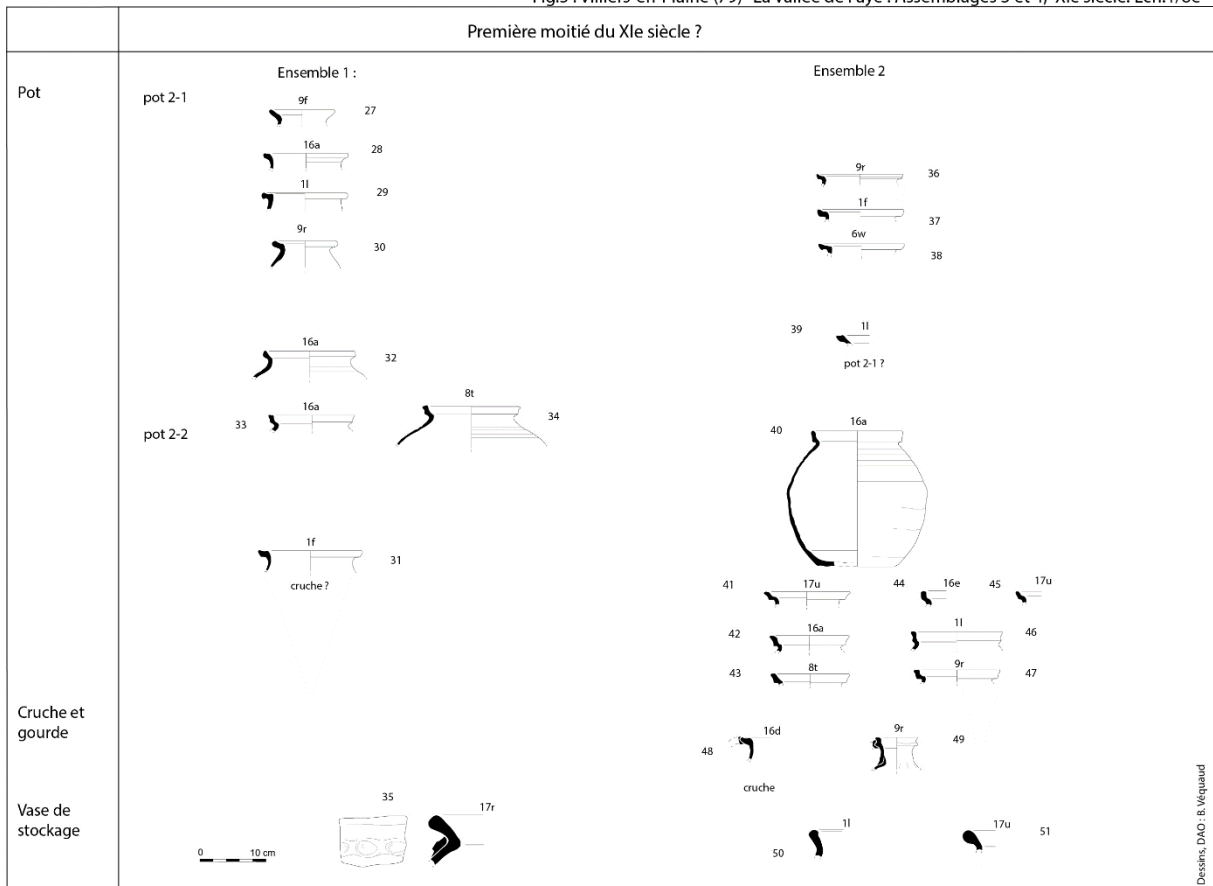 Villiers-en-Plaine (79) La vallée de Faye : Assemblages 3 et 4, XIe siècle.
Première moitié du XIe siècle ?
Pot
pot 2-1
Ensemble 1 :
9f 27
16a 28
1l 29
9r 30
16a 32
pot 2-2
33 16a
8t 34
1f 31
cruche ?
Ensemble 2
9r 36
1f 37
6w 38
39 1l
pot 2-1 ?
40 16a
41 17u
44 16e
45 17u
42 16a
1l 46
43 8t
9r 47
Cruche et
gourde
48 16d
cruche
9r 49
Vase de
stockage
0 10 cm
35 17r
50 1l
17u 51
Dessins, DAO : B. Véquaud